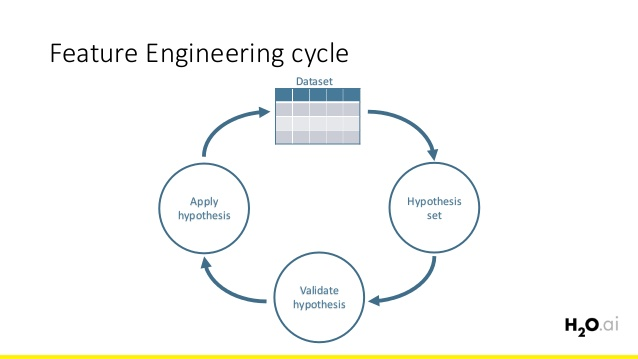 Feature Engineering cycle
Dataset
Hypothesis
set
Validate
hypothesis
Apply
hypothesis
H2O.ai